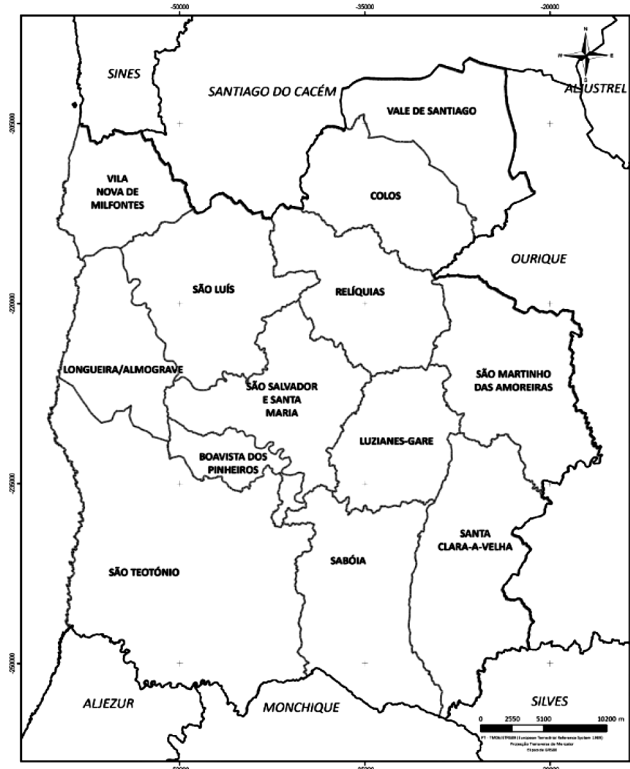 -50000 -35000 -20000
N
SINES
SANTIAGO DO CACÉM
ALJUSTREL
VALE DE SANTIAGO
-205000
VILA
NOVA DE
MILFONTES
COLOS
OURIQUE
SÃO LUÍS
RELÍQUIAS
-220000
LONGUEIRA/ALMOGRAVE
SÃO SALVADOR
E SANTA
MARIA
SÃO MARTINHO
DAS AMOREIRAS
LUZIANES-GARE
BOAVISTA DOS
PINHEIROS
-235000
SANTA
CLARA-A-VELHA
SABÓIA
SÃO TEOTÓNIO
-250000
ALJEZUR
MONCHIQUE
SILVES
0 2550 5100 10200 m